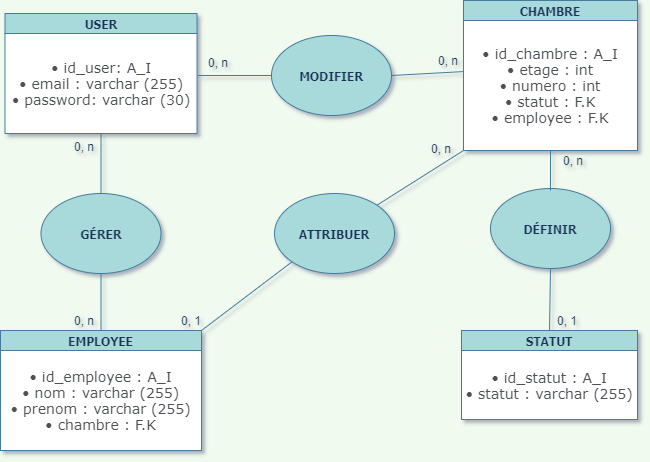 USER
• id_user: A_I
• email : varchar (255)
• password: varchar (30)
0, n
MODIFIER
0, n
CHAMBRE
• id_chambre : A_I
• etage : int
• numero : int
• statut : F.K
• employee : F.K
0, n
0, n
0, n
GÉRER
ATTRIBUER
DÉFINIR
0, n
0, 1
0, 1
EMPLOYEE
• id_employee : A_I
• nom : varchar (255)
• prenom : varchar (255)
• chambre : F.K
STATUT
• id_statut : A_I
• statut : varchar (255)